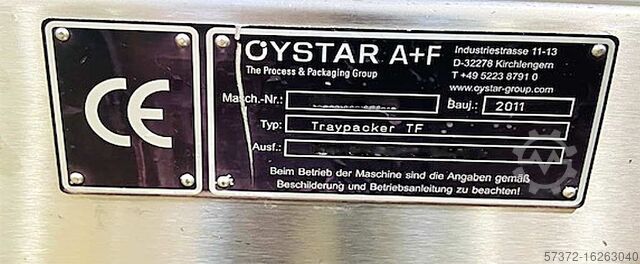 CE
OYSTAR A+F
The Process & Packaging Group
Industriestrasse 11-13
D-32278 Kirchlengern
T +49 5223 8791 0
www.oystar-group.com
Masch.-Nr.: Bauj.: 2011
Typ: Traypacker TF
Ausf.:
Beim Betrieb der Maschine sind die Angaben gemäß
Beschilderung und Betriebsanleitung zu beachten!
57372-16263040